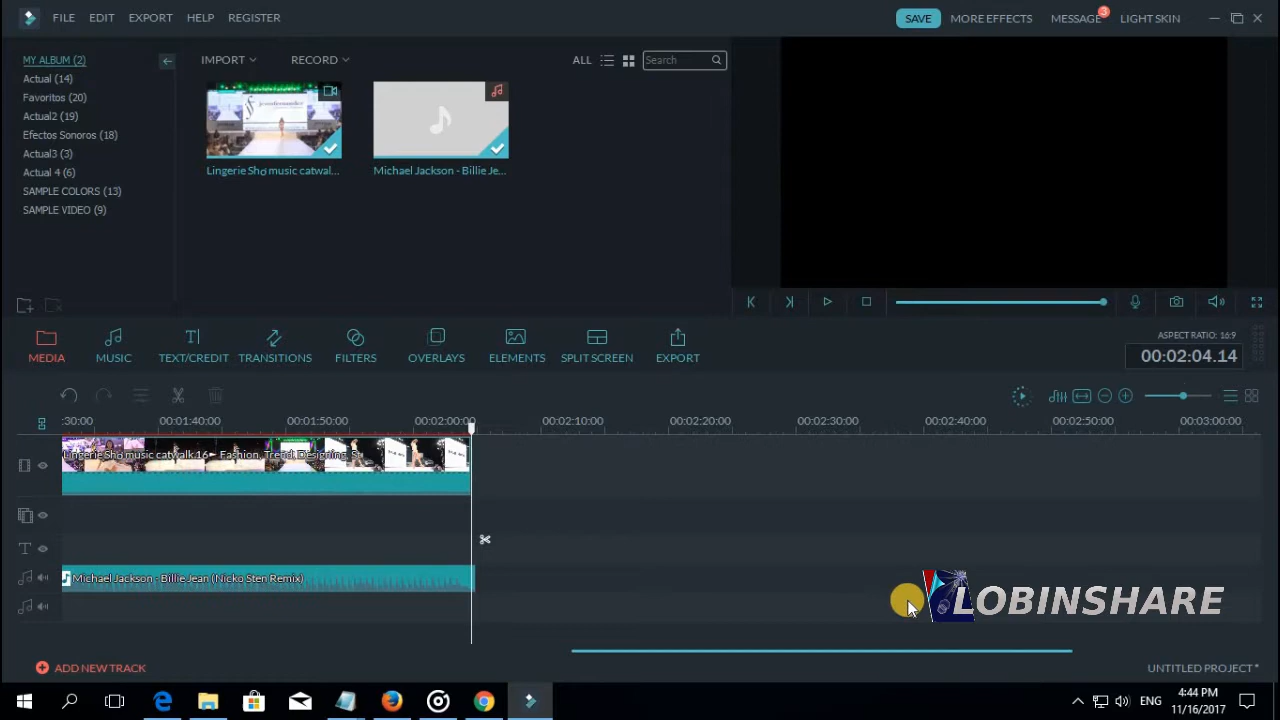 FILE EDIT EXPORT HELP REGISTER SAVE MORE EFFECTS MESSAGE 3 LIGHT SKIN
MY ALBUM (2)
Actual (14)
Favoritos (20)
Actual2 (19)
Efectos Sonoros (18)
Actual3 (3)
Actual 4 (6)
SAMPLE COLORS (13)
SAMPLE VIDEO (9)
IMPORT RECORD ALL Search
Lingerie Sho music catwal...
Michael Jackson - Billie Je...
MEDIA MUSIC TEXT/CREDIT TRANSITIONS FILTERS OVERLAYS ELEMENTS SPLIT SCREEN EXPORT
ASPECT RATIO: 16:9
00:02:04.14
:30:00 00:01:40:00 00:01:50:00 00:02:00:00 00:02:10:00 00:02:20:00 00:02:30:00 00:02:40:00 00:02:50:00 00:03:00:00
Lingerie Sho music catwalk 16 - Fashion, Trend, Designing, S
T
Michael Jackson - Billie Jean (Nicko Sten Remix)
LOBINSHARE
ADD NEW TRACK
UNTITLED PROJECT *
ENG
4:44 PM
11/16/2017